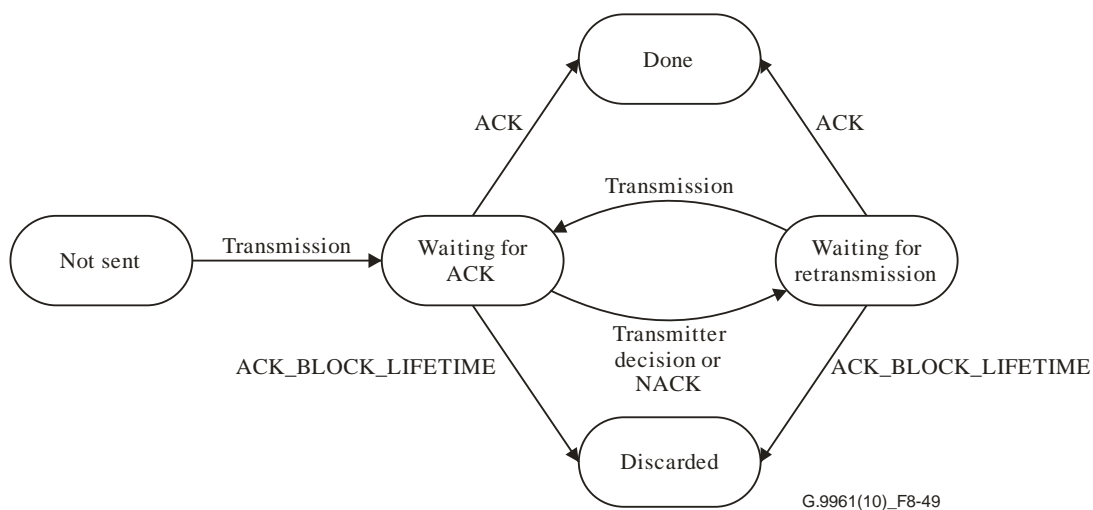 Done
ACK
ACK
Transmission
Not sent
Transmission
Waiting for
ACK
Waiting for
retransmission
Transmitter
decision or
NACK
ACK_BLOCK_LIFETIME
ACK_BLOCK_LIFETIME
Discarded
G.9961(10)_F8-49